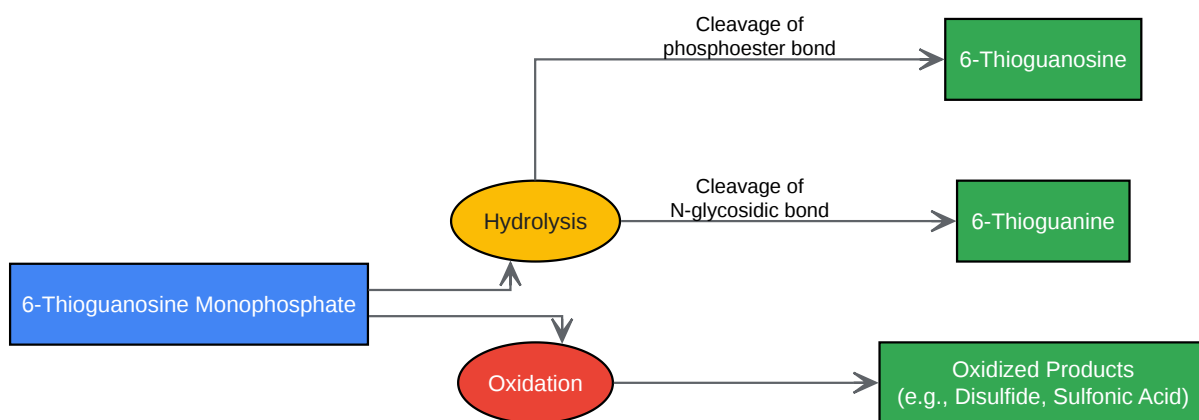 Cleavage of
phosphoester bond
6-Thioguanosine
Cleavage of
N-glycosidic bond
Hydrolysis
6-Thioguanine
6-Thioguanosine Monophosphate
Oxidation
Oxidized Products
(e.g., Disulfide, Sulfonic Acid)